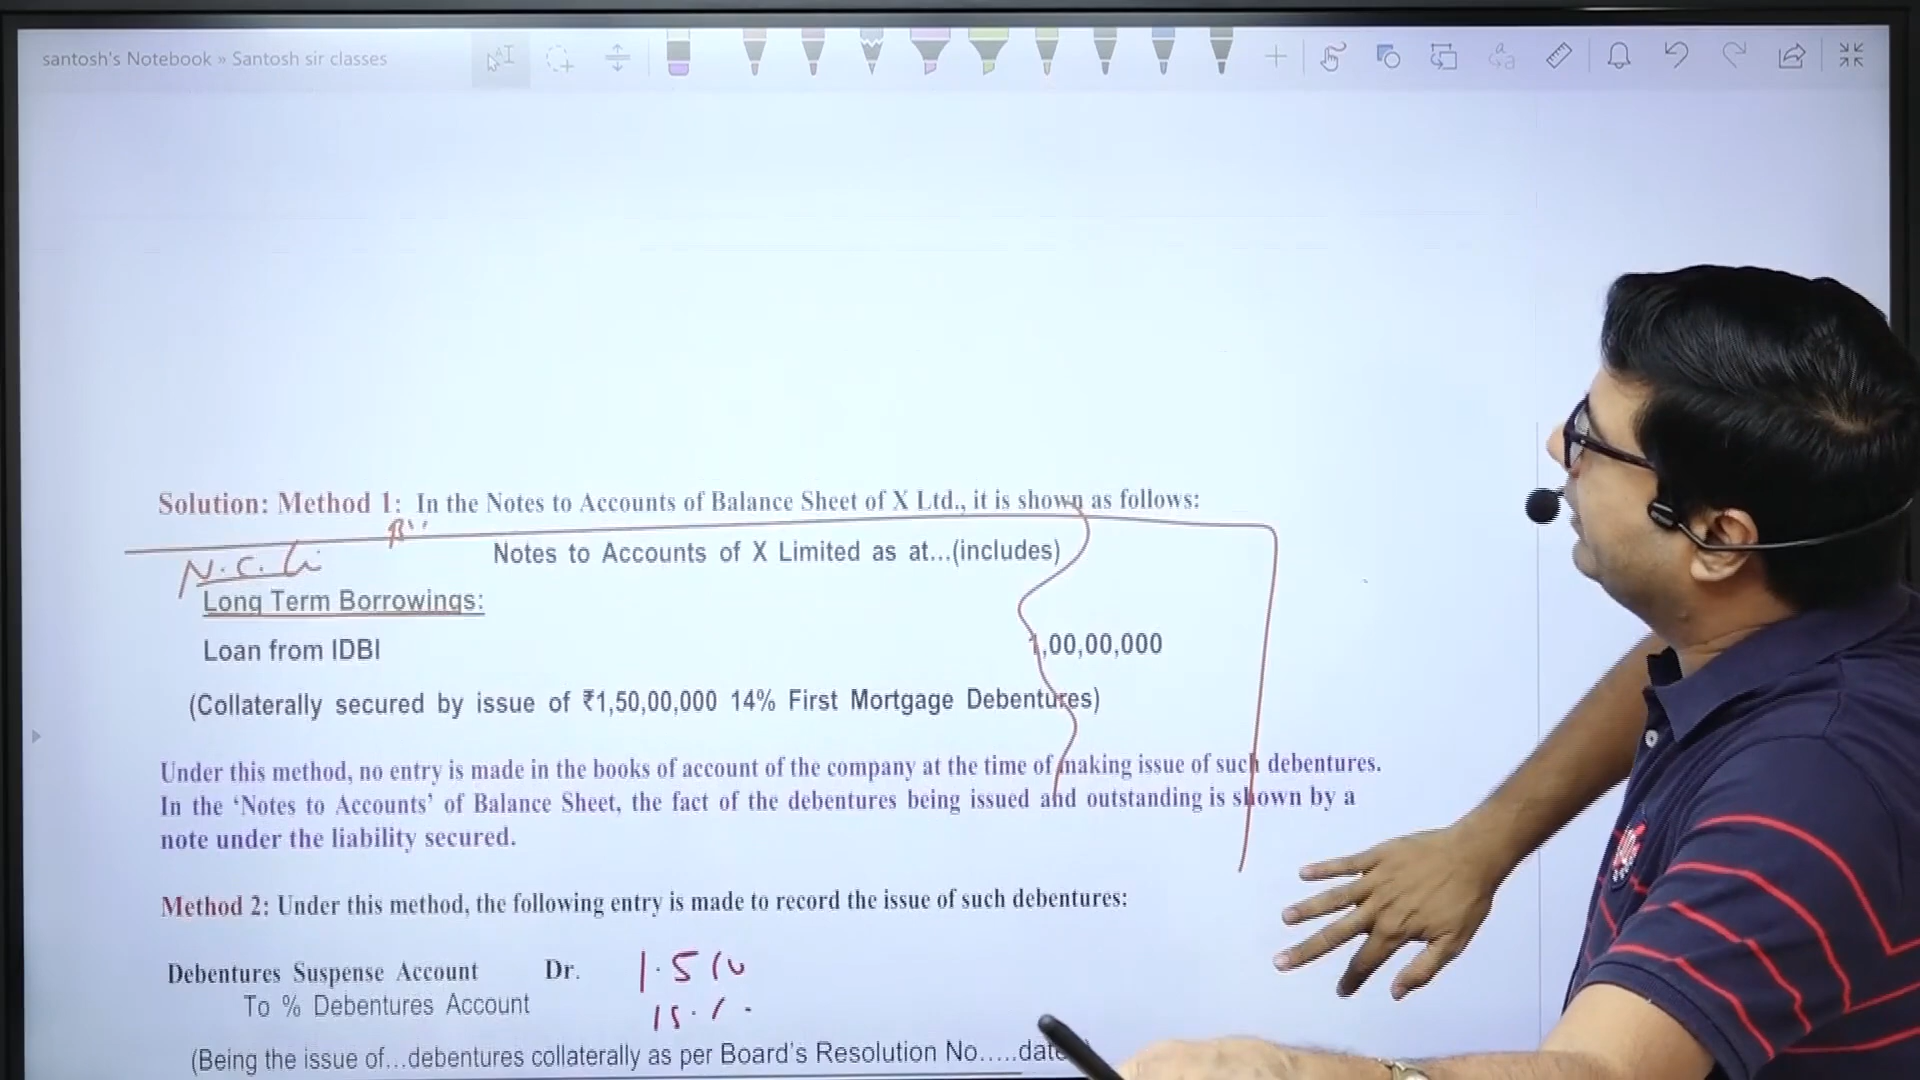 santosh's Notebook » Santosh sir classes
Solution: Method 1: In the Notes to Accounts of Balance Sheet of X Ltd., it is shown as follows:
Notes to Accounts of X Limited as at...(includes)
N.C.Li
Long Term Borrowings:
Loan from IDBI 1,00,00,000
(Collaterally secured by issue of ₹1,50,00,000 14% First Mortgage Debentures)
Under this method, no entry is made in the books of account of the company at the time of making issue of such debentures.
In the ‘Notes to Accounts’ of Balance Sheet, the fact of the debentures being issued and outstanding is shown by a
note under the liability secured.
Method 2: Under this method, the following entry is made to record the issue of such debentures:
Debentures Suspense Account Dr.
To % Debentures Account
(Being the issue of...debentures collaterally as per Board's Resolution No.....date